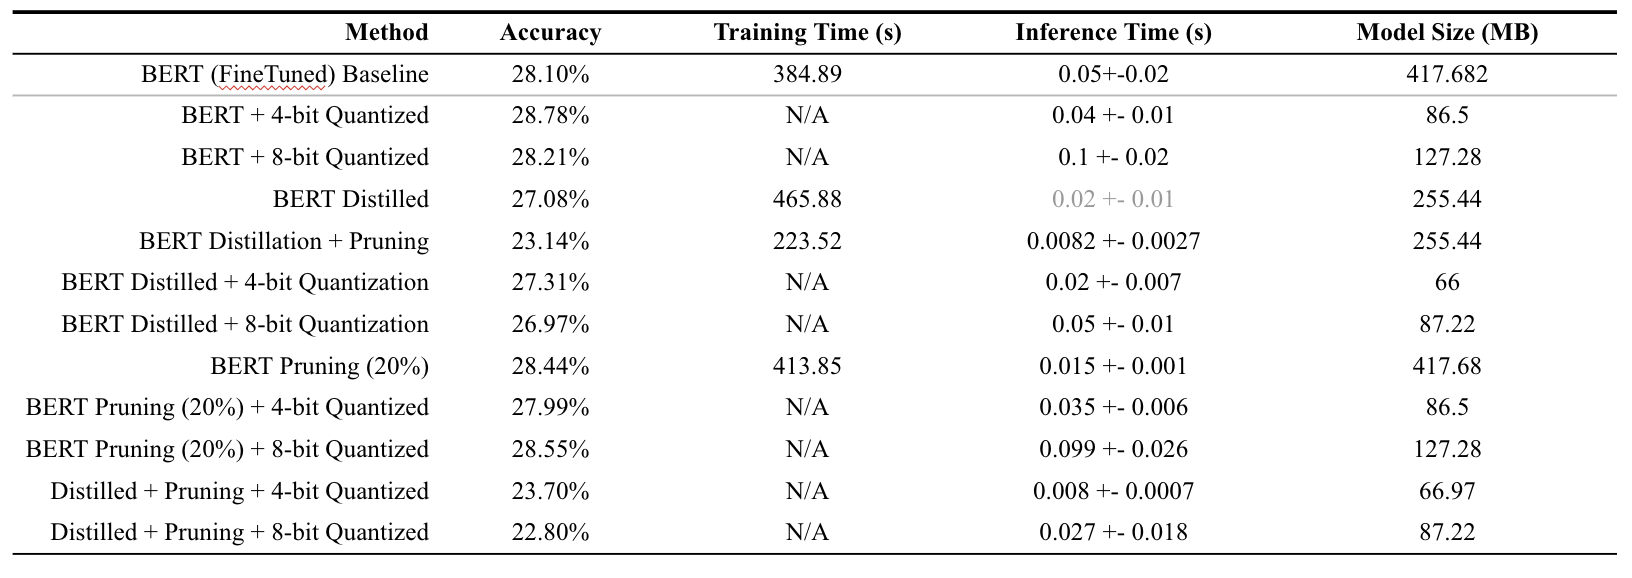 Method Accuracy Training Time (s) Inference Time (s) Model Size (MB)
BERT (FineTuned) Baseline 28.10% 384.89 0.05+-0.02 417.682
BERT + 4-bit Quantized 28.78% N/A 0.04 +- 0.01 86.5
BERT + 8-bit Quantized 28.21% N/A 0.1 +- 0.02 127.28
BERT Distilled 27.08% 465.88 0.02 +- 0.01 255.44
BERT Distillation + Pruning 23.14% 223.52 0.0082 +- 0.0027 255.44
BERT Distilled + 4-bit Quantization 27.31% N/A 0.02 +- 0.007 66
BERT Distilled + 8-bit Quantization 26.97% N/A 0.05 +- 0.01 87.22
BERT Pruning (20%) 28.44% 413.85 0.015 +- 0.001 417.68
BERT Pruning (20%) + 4-bit Quantized 27.99% N/A 0.035 +- 0.006 86.5
BERT Pruning (20%) + 8-bit Quantized 28.55% N/A 0.099 +- 0.026 127.28
Distilled + Pruning + 4-bit Quantized 23.70% N/A 0.008 +- 0.0007 66.97
Distilled + Pruning + 8-bit Quantized 22.80% N/A 0.027 +- 0.018 87.22